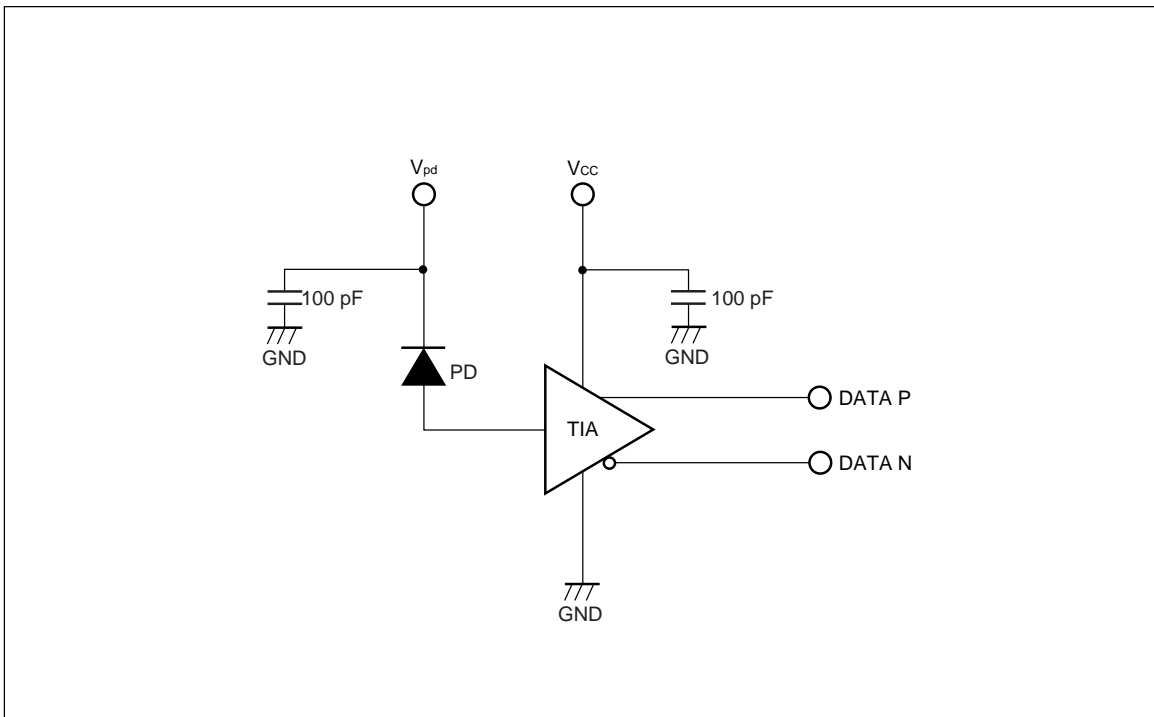 Vpd
VCC
100 pF
100 pF
GND
GND
PD
DATA P
TIA
DATA N
GND